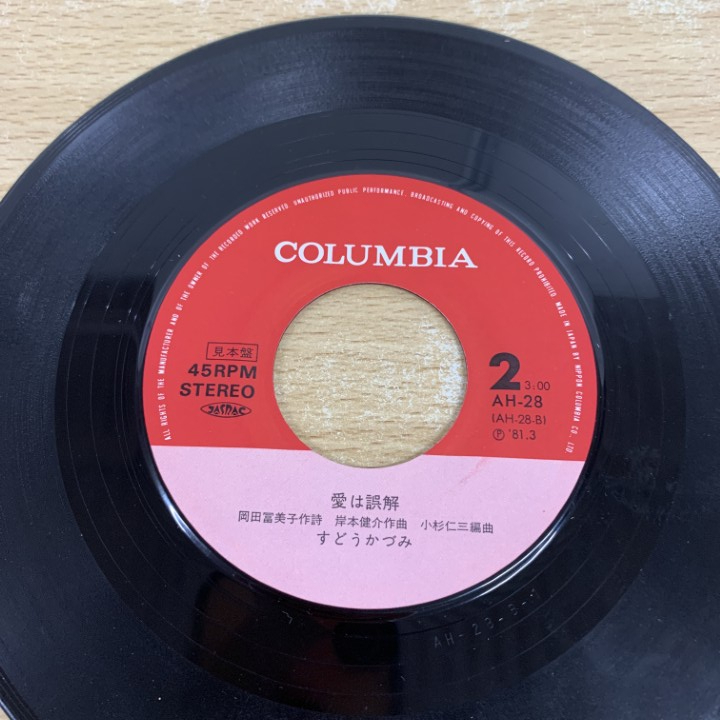 ALL RIGHTS OF THE MANUFACTURER AND OF THE OWNER OF THE RECORDED WORK RESERVED. UNAUTHORIZED PUBLIC PERFORMANCE, BROADCASTING AND COPYING OF THIS RECORD PROHIBITED. MADE IN JAPAN BY NIPPON COLUMBIA CO., LTD.
COLUMBIA
見本盤
45RPM
STEREO
JASRAC
2 3:00
AH-28
(AH-28-B)
Ⓟ '81.3
愛は誤解
岡田冨美子作詩 岸本健介作曲 小杉仁三編曲
すどうかづみ